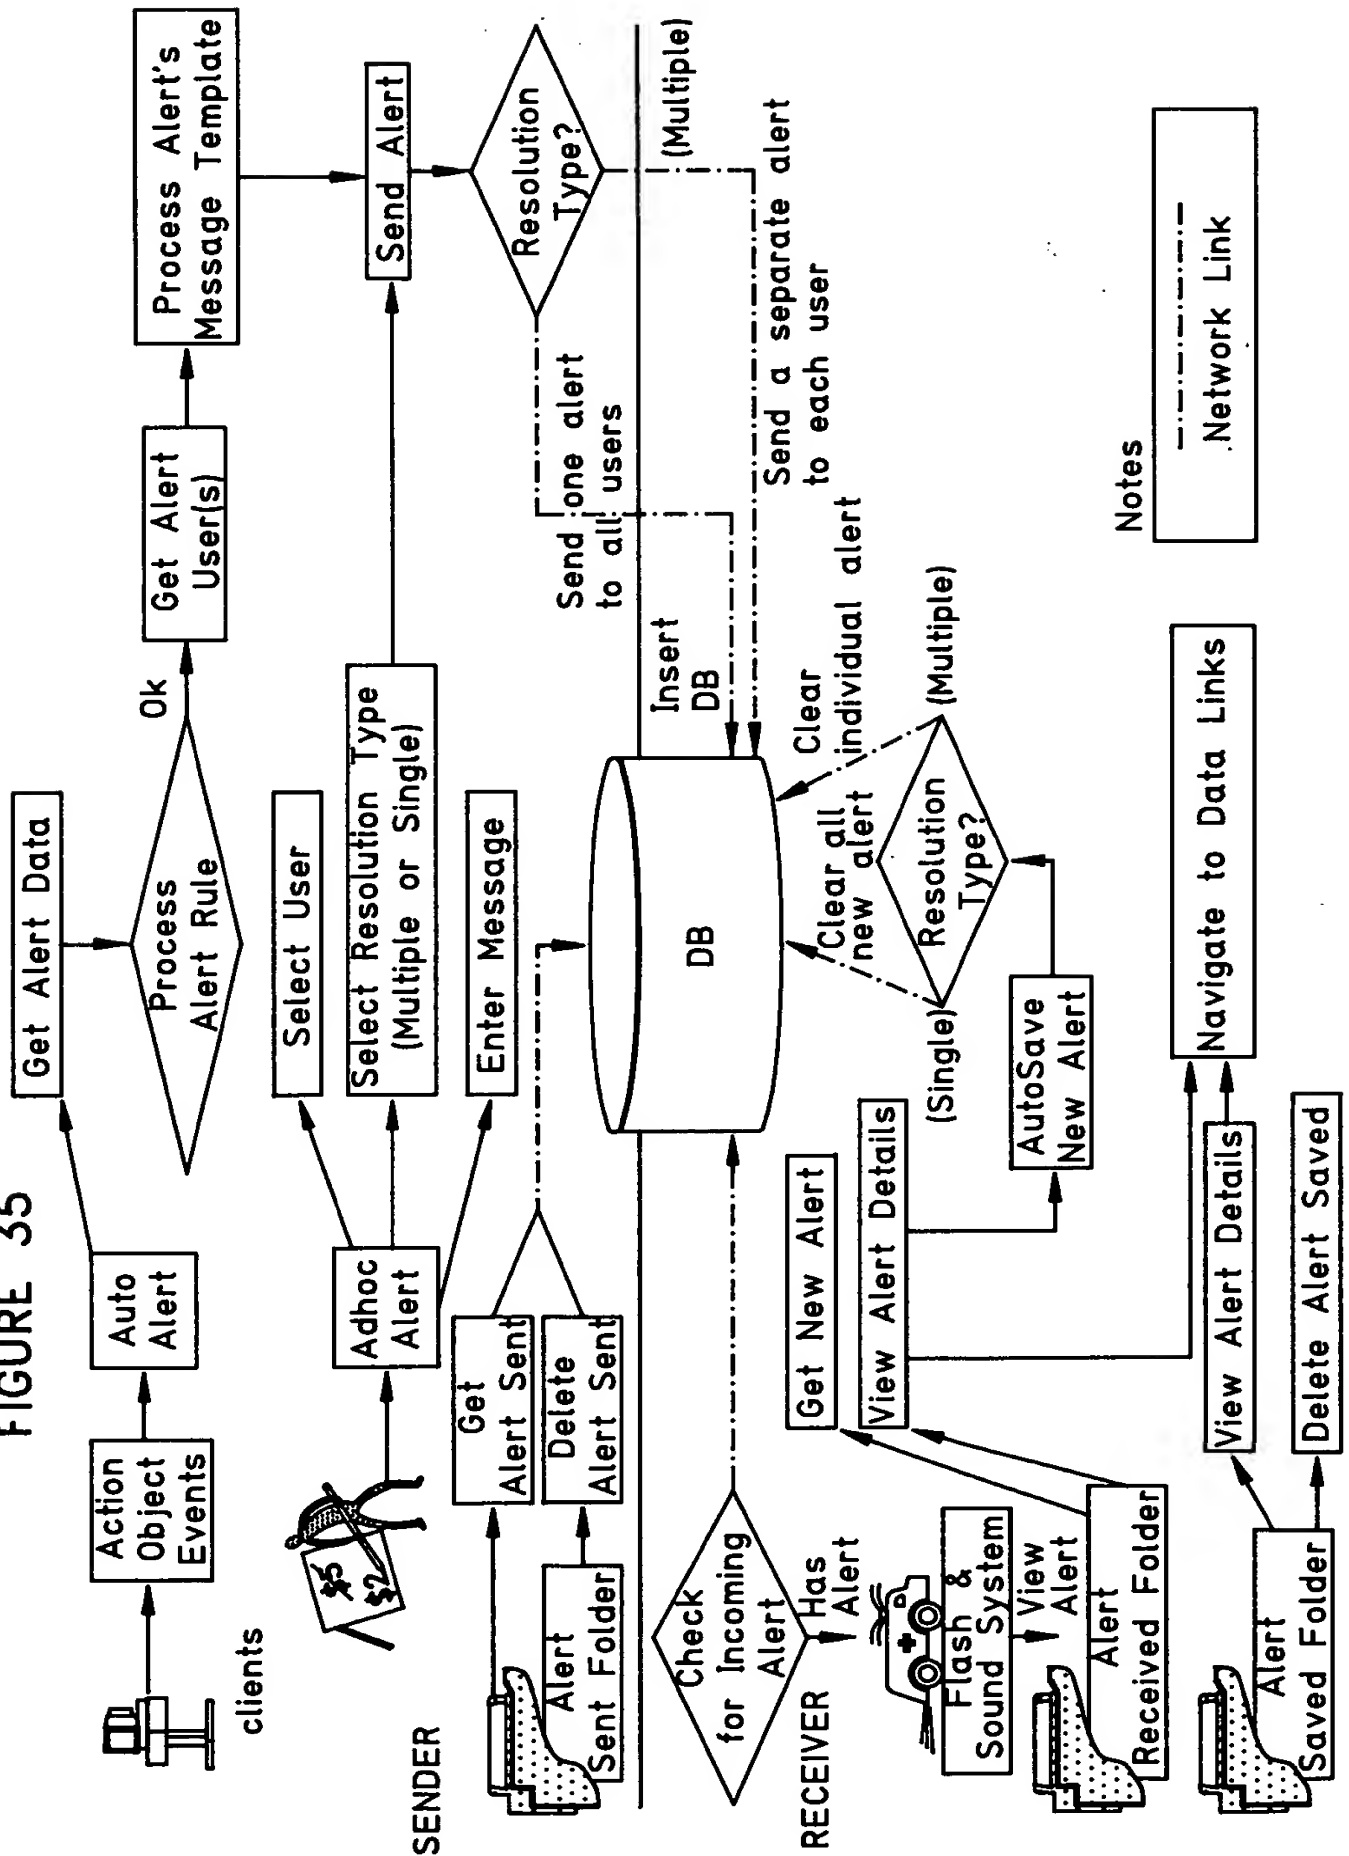 FIGURE 35
clients
Action
Object
Events
Auto
Alert
Get Alert Data
Process
Alert Rule
Ok
Get Alert
User(s)
Process Alert's
Message Template
$5
$2
Adhoc
Alert
Select User
Select Resolution Type
(Multiple or Single)
Enter Message
Send Alert
Resolution
Type?
SENDER
Alert
Sent Folder
Get
Alert Sent
Delete
Alert Sent
Send one alert
to all users
(Multiple)
Insert
DB
Send a separate alert
to each user
DB
RECEIVER
Check
for Incoming
Alert
Has
Alert
Flash &
Sound System
View
Alert
Alert
Received Folder
Get New Alert
View Alert Details
AutoSave
New Alert
Resolution
Type?
(Single)
Clear all
new alert
(Multiple)
Clear
individual alert
Alert
Saved Folder
View Alert Details
Delete Alert Saved
Navigate to Data Links
Notes
Network Link